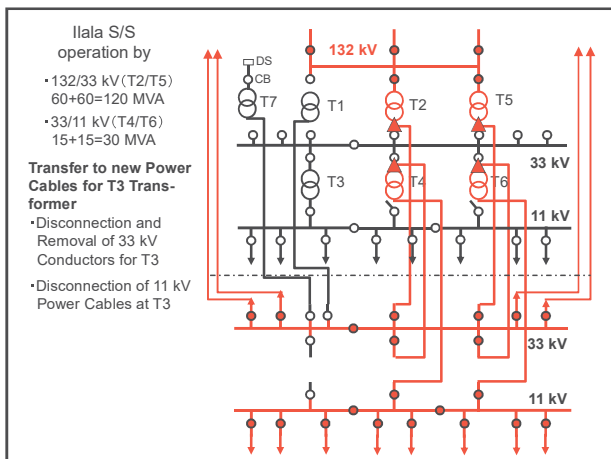 Ilala S/S
operation by
・132/33 kV(T2/T5)
60+60=120 MVA
・33/11 kV(T4/T6)
15+15=30 MVA
Transfer to new Power
Cables for T3 Trans-
former
・Disconnection and
Removal of 33 kV
Conductors for T3
・Disconnection of 11 kV
Power Cables at T3
132 kV
DS
CB
T7
T1
T2
T5
33 kV
T3
T4
T6
11 kV
33 kV
11 kV